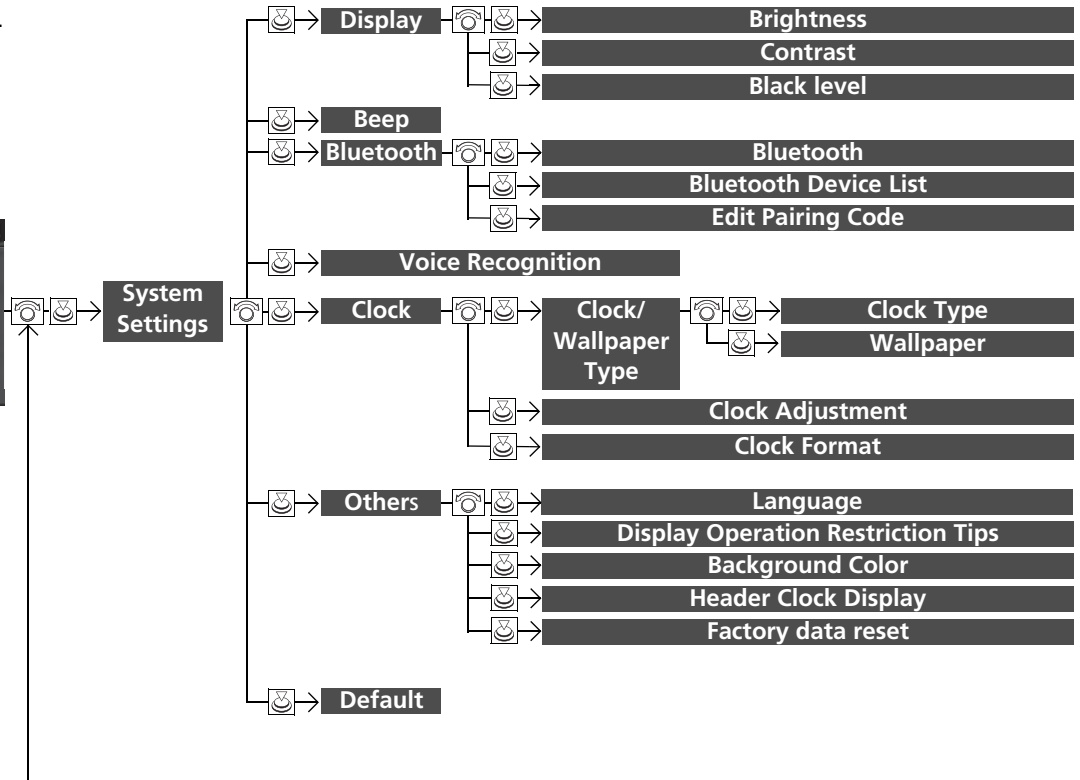 Display
Brightness
Contrast
Black level
Beep
Bluetooth
Bluetooth
Bluetooth Device List
Edit Pairing Code
Voice Recognition
System
Settings
Clock
Clock/
Wallpaper
Type
Clock Type
Wallpaper
Clock Adjustment
Clock Format
Others
Language
Display Operation Restriction Tips
Background Color
Header Clock Display
Factory data reset
Default